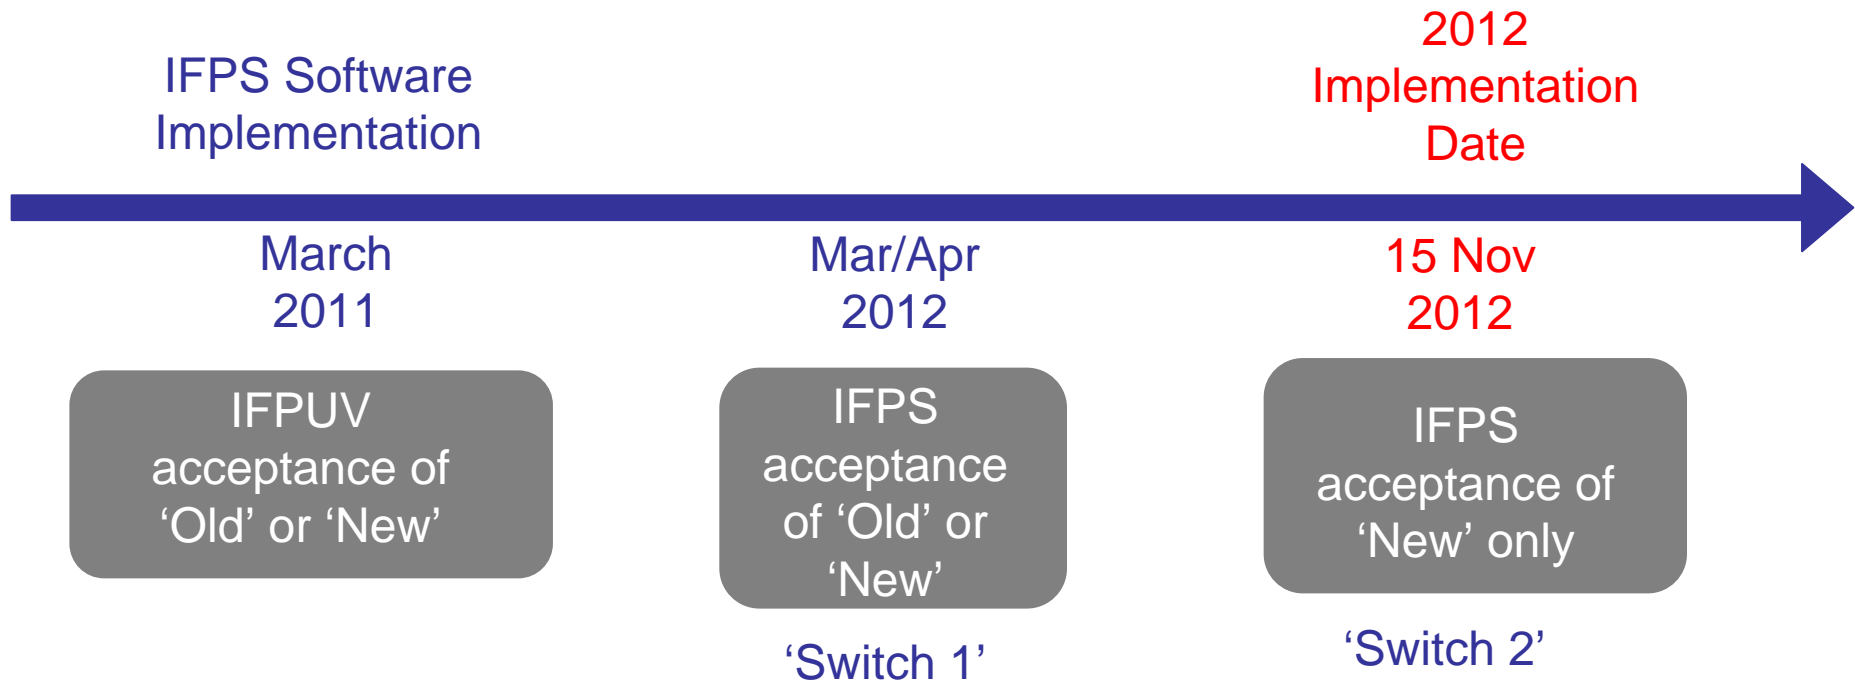 IFPS Software
Implementation
2012
Implementation
Date
March
2011
Mar/Apr
2012
15 Nov
2012
IFPUV
acceptance of
‘Old’ or ‘New’
IFPS
acceptance
of ‘Old’ or
‘New’
IFPS
acceptance of
‘New’ only
‘Switch 1’
‘Switch 2’